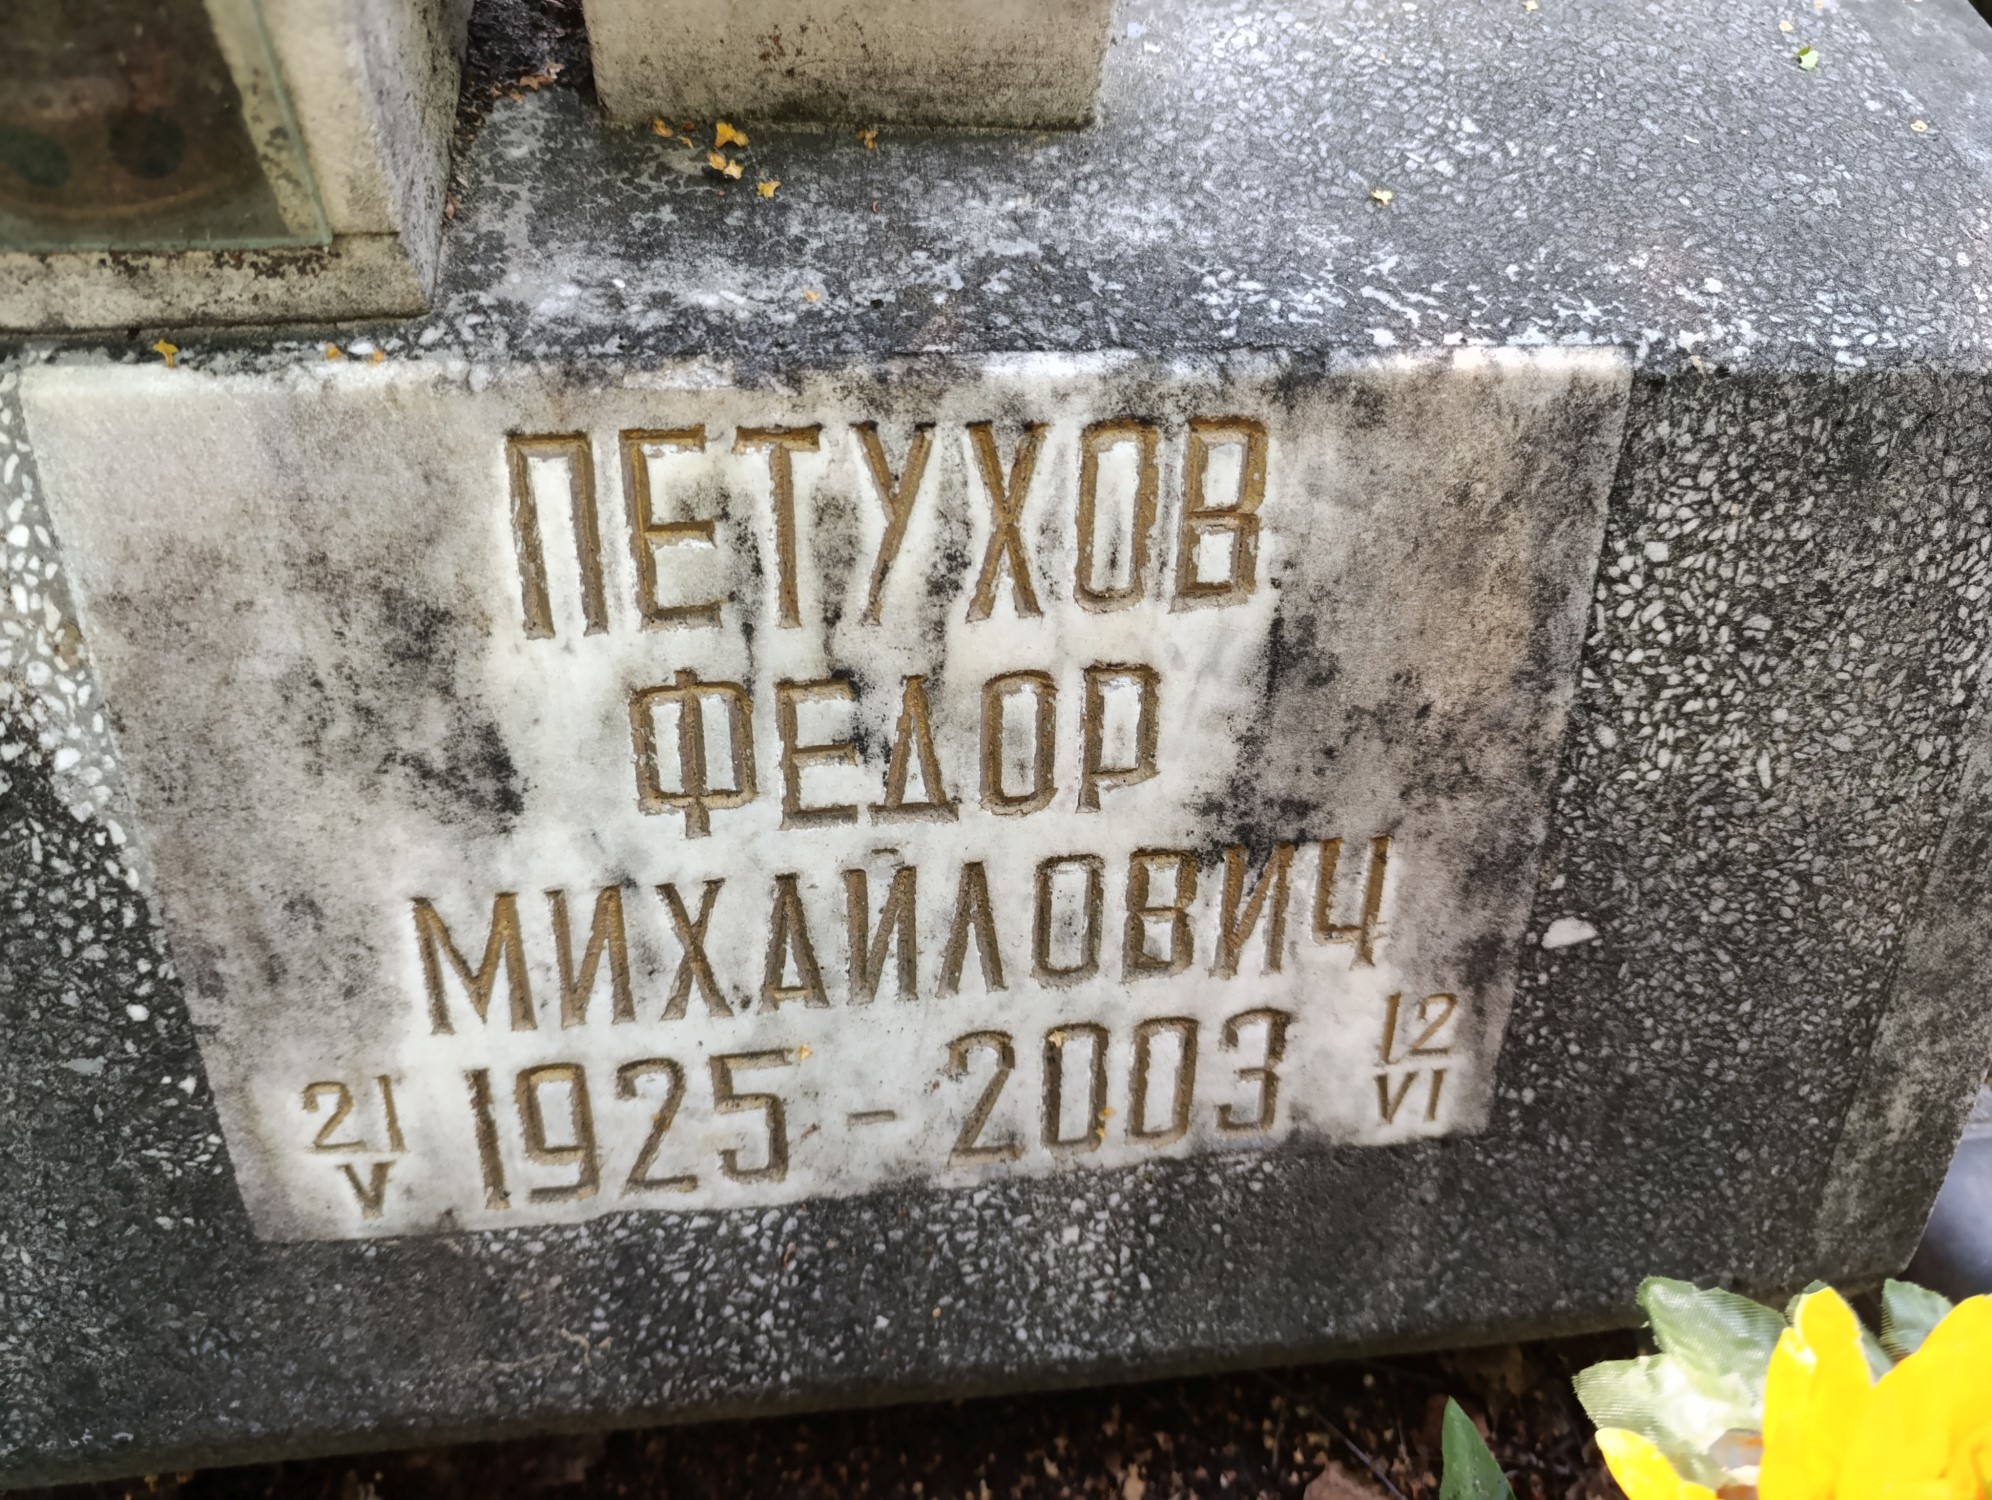 ПЕТУХОВ
ФЕДОР
МИХАЙЛОВИЧ
21/V 1925 - 2003 12/VI